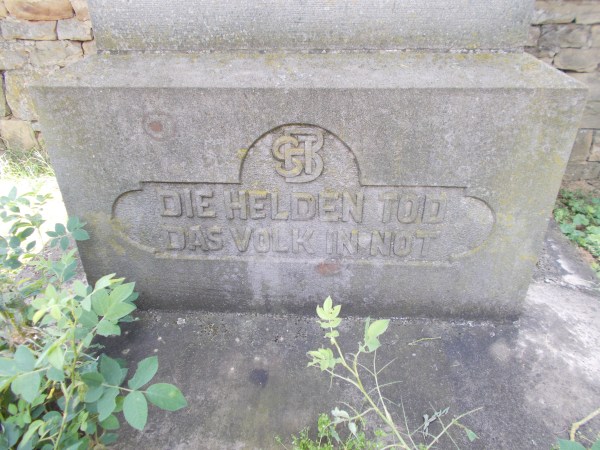 DIE HELDEN TOD
DAS VOLK IN NOT